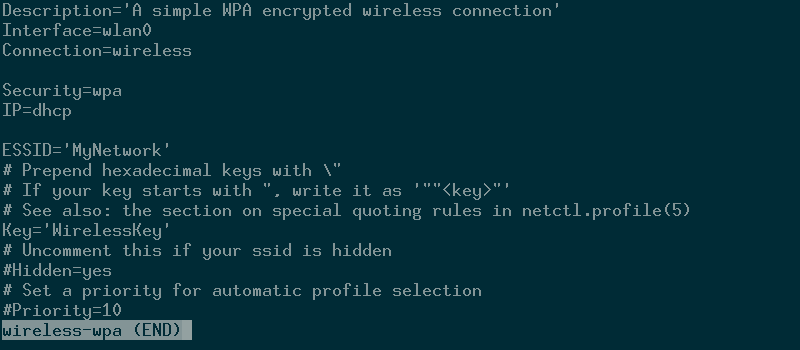 Description='A simple WPA encrypted wireless connection'
Interface=wlan0
Connection=wireless
Security=wpa
IP=dhcp
ESSID='MyNetwork'
# Prepend hexadecimal keys with \"
# If your key starts with ", write it as '""<key>"'
# See also: the section on special quoting rules in netctl.profile(5)
Key='WirelessKey'
# Uncomment this if your ssid is hidden
#Hidden=yes
# Set a priority for automatic profile selection
#Priority=10
wireless-wpa (END)